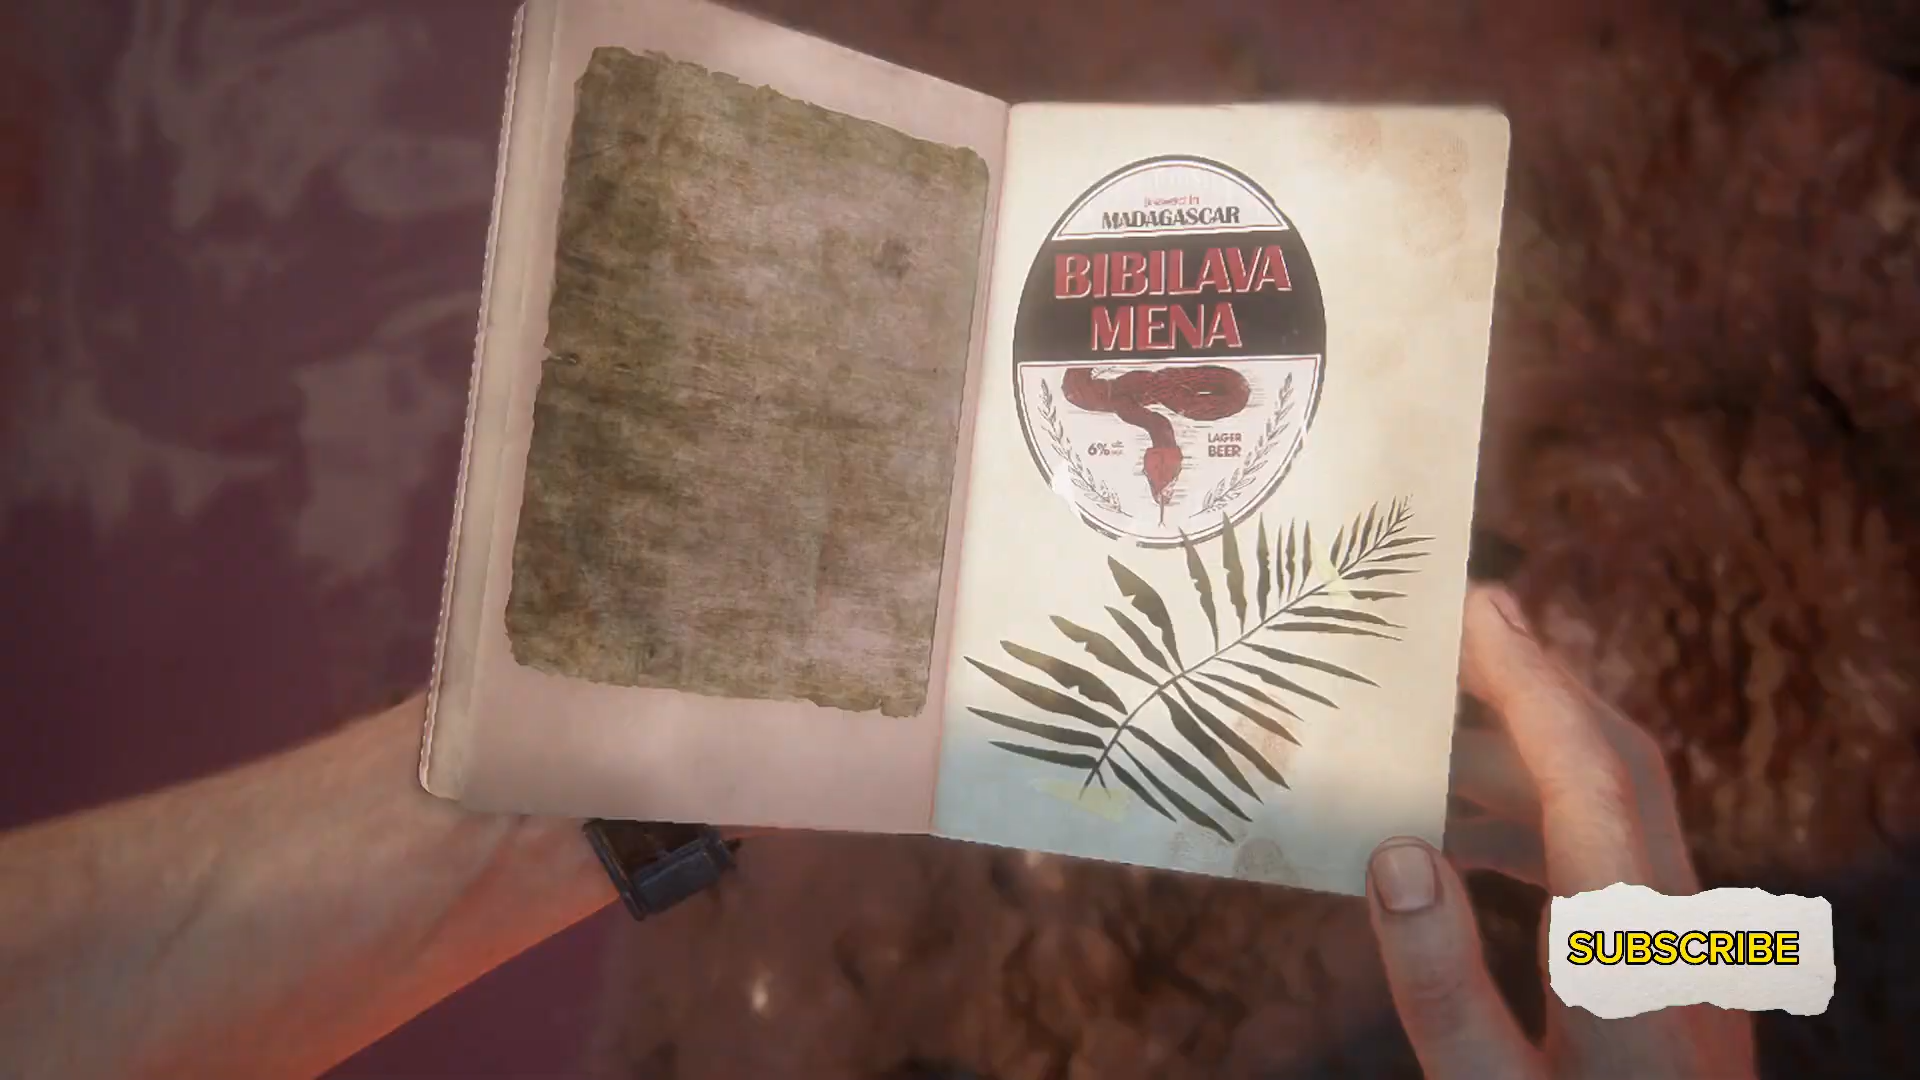 Brewed in
MADAGASCAR
BIBILAVA
MENA
6%
LAGER
BEER
SUBSCRIBE